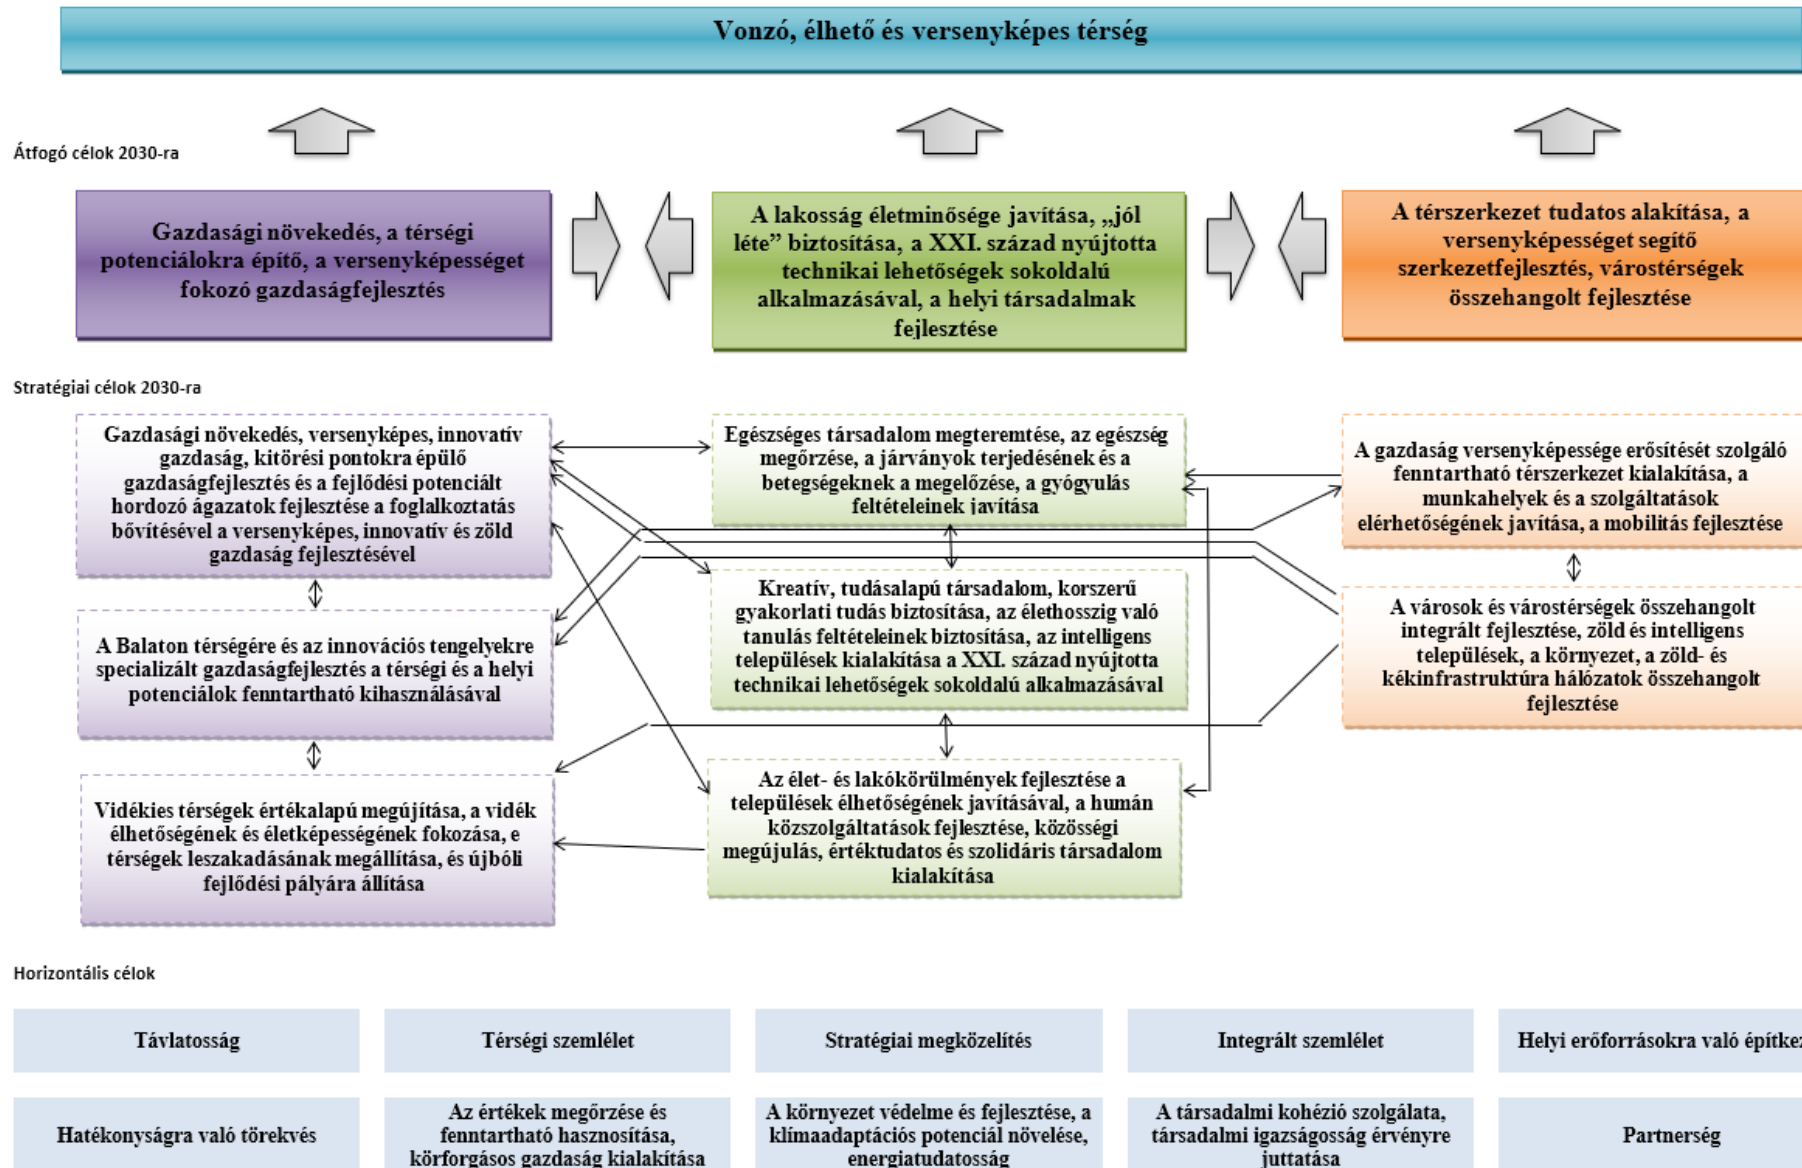 Vonzó, élhető és versenyképes térség
Átfogó célok 2030-ra
Gazdasági növekedés, a térségi
potenciálokra építő, a versenyképességet
fokozó gazdaságfejlesztés
A lakosság életminősége javítása, „jól
léte” biztosítása, a XXI. század nyújtotta
technikai lehetőségek sokoldalú
alkalmazásával, a helyi társadalmak
fejlesztése
A térszerkezet tudatos alakítása, a
versenyképességet segítő
szerkezetfejlesztés, várostérségek
összehangolt fejlesztése
Stratégiai célok 2030-ra
Gazdasági növekedés, versenyképes, innovatív
gazdaság, kitörési pontokra épülő
gazdaságfejlesztés és a fejlődési potenciált
hordozó ágazatok fejlesztése a foglalkoztatás
bővítésével a versenyképes, innovatív és zöld
gazdaság fejlesztésével
A Balaton térségére és az innovációs tengelyekre
specializált gazdaságfejlesztés a térségi és a helyi
potenciálok fenntartható kihasználásával
Vidékies térségek értékalapú megújítása, a vidék
élhetőségének és életképességének fokozása, e
térségek leszakadásának megállítása, és újbóli
fejlődési pályára állítása
Egészséges társadalom megteremtése, az egészség
megőrzése, a járványok terjedésének és a
betegségeknek a megelőzése, a gyógyulás
feltételeinek javítása
Kreatív, tudásalapú társadalom, korszerű
gyakorlati tudás biztosítása, az élethosszig való
tanulás feltételeinek biztosítása, az intelligens
települések kialakítása a XXI. század nyújtotta
technikai lehetőségek sokoldalú alkalmazásával
Az élet- és lakókörülmények fejlesztése a
települések élhetőségének javításával, a humán
közszolgáltatások fejlesztése, közösségi
megújulás, értéktudatos és szolidáris társadalom
kialakítása
A gazdaság versenyképessége erősítését szolgáló
fenntartható térszerkezet kialakítása, a
munkahelyek és a szolgáltatások
elérhetőségének javítása, a mobilitás fejlesztése
A városok és várostérségek összehangolt
integrált fejlesztése, zöld és intelligens
települések, a környezet, a zöld- és
kékinfrastruktúra hálózatok összehangolt
fejlesztése
Horizontális célok
Távlatosság
Térségi szemlélet
Stratégiai megközelítés
Integrált szemlélet
Helyi erőforrásokra való
Hatékonyságra való törekvés
Az értékek megőrzése és
fenntartható hasznosítása,
körforgásos gazdaság kialakítása
A környezet védelme és fejlesztése, a
klímaadaptációs potenciál növelése,
energiatudatosság
A társadalmi kohézió szolgálata,
társadalmi igazságosság érvényre
juttatása
Partnerség